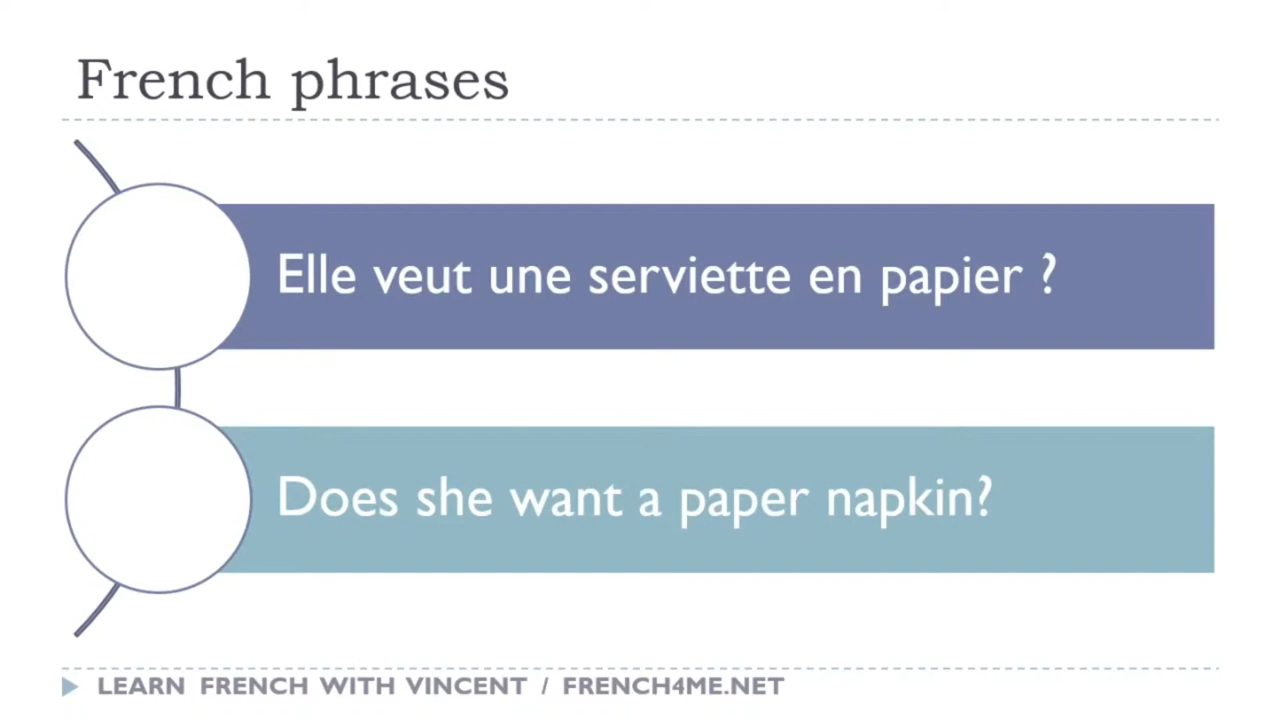 French phrases
Elle veut une serviette en papier ?
Does she want a paper napkin?
LEARN FRENCH WITH VINCENT / FRENCH4ME.NET